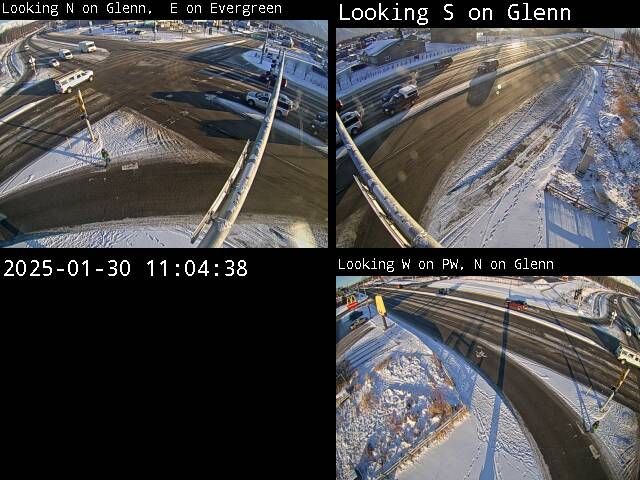 Looking N on Glenn, E on Evergreen
Looking S on Glenn
2025-01-30 11:04:38
Looking W on PW, N on Glenn